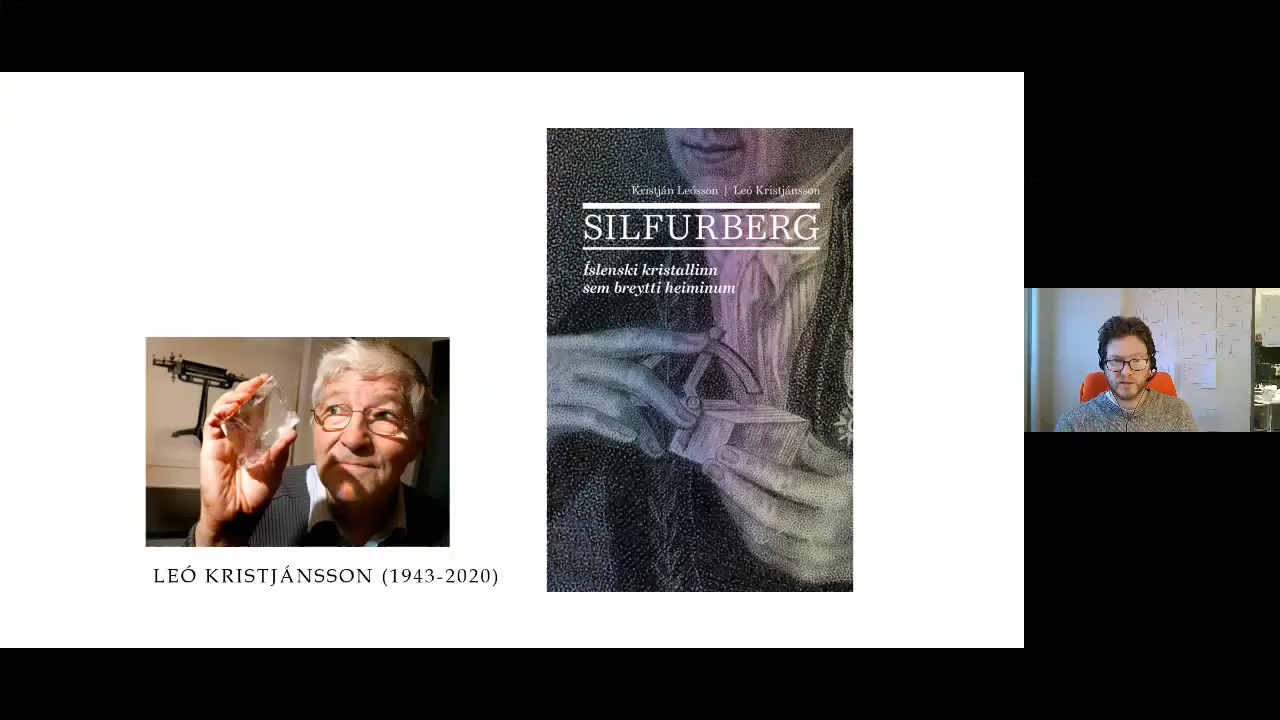 Kristján Leósson | Leó Kristjánsson
SILFURBERG
Íslenski kristallinn
sem breytti heiminum
LEÓ KRISTJÁNSSON (1943-2020)